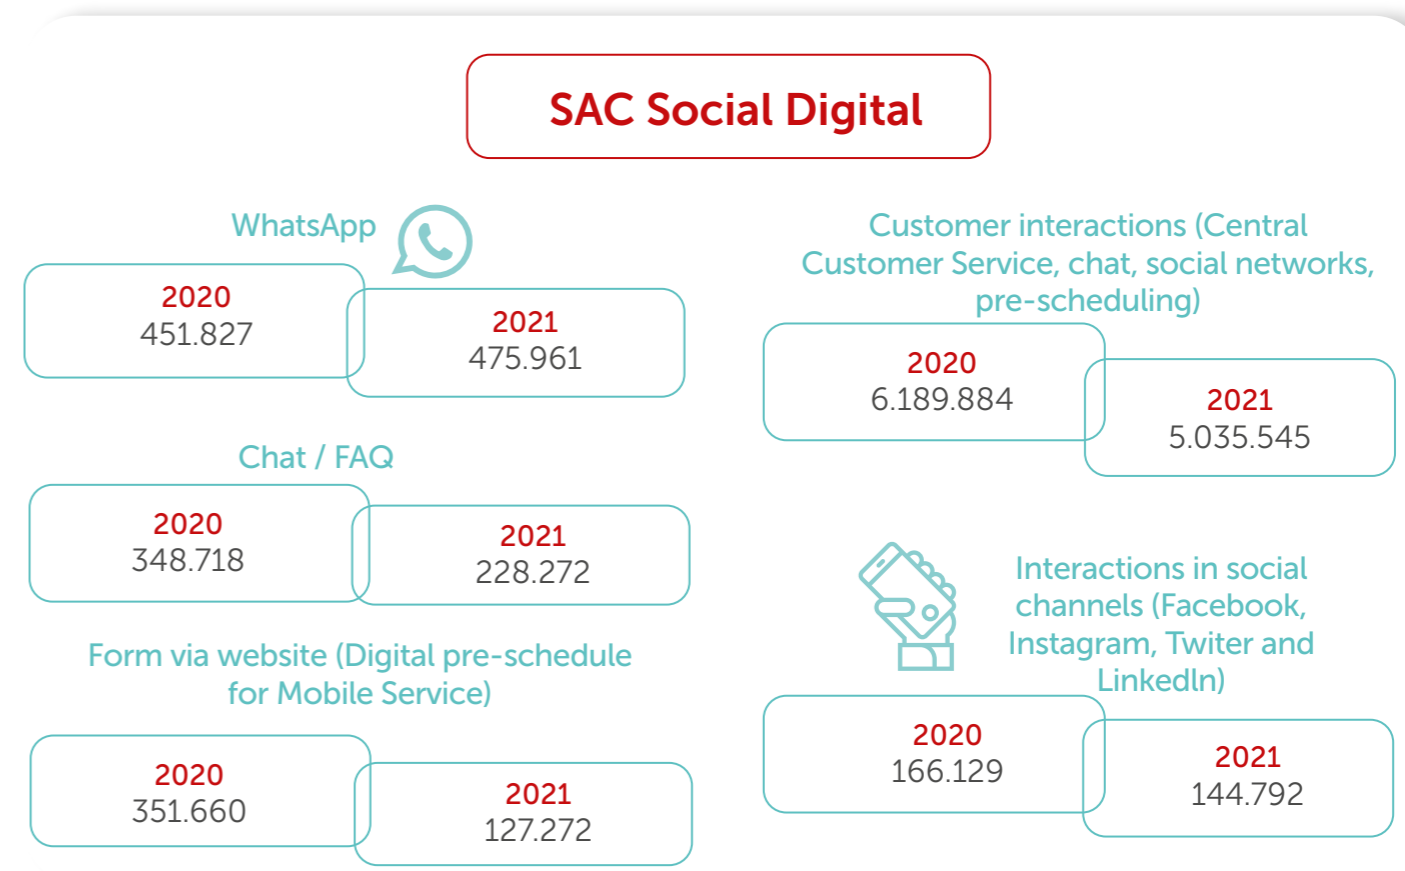 SAC Social Digital
WhatsApp
2020
451.827
2021
475.961
Chat / FAQ
2020
348.718
2021
228.272
Form via website (Digital pre-schedule
for Mobile Service)
2020
351.660
2021
127.272
Customer interactions (Central
Customer Service, chat, social networks,
pre-scheduling)
2020
6.189.884
2021
5.035.545
Interactions in social
channels (Facebook,
Instagram, Twiter and
LinkedIn)
2020
166.129
2021
144.792